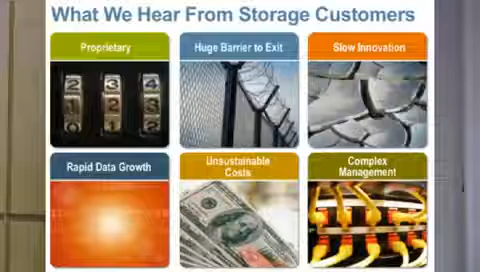 What We Hear From Storage Customers
Proprietary
Huge Barrier to Exit
Slow Innovation
Rapid Data Growth
Unsustainable
Costs
Complex
Management